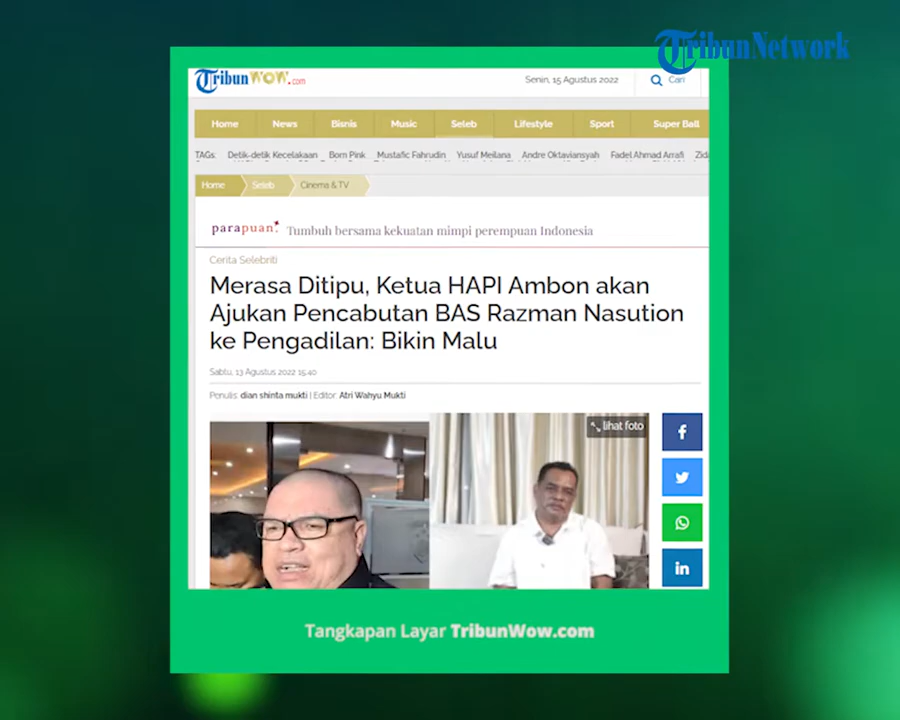 TribunNetwork
TribunWOW.com
Senin, 15 Agustus 2022
Cari
Home News Bisnis Music Seleb Lifestyle Sport Super Ball
TAGs: Detik-detik Kecelakaan Born Pink Mustafic Fahrudin Yusuf Meilana Andre Oktaviansyah Fadel Ahmad Arrafi Zid
Home Seleb Cinema & TV
parapuan. Tumbuh bersama kekuatan mimpi perempuan Indonesia
Cerita Selebriti
Merasa Ditipu, Ketua HAPI Ambon akan
Ajukan Pencabutan BAS Razman Nasution
ke Pengadilan: Bikin Malu
Sabtu, 13 Agustus 2022 15:40
Penulis: dian shinta mukti | Editor: Atri Wahyu Mukti
lihat foto
Tangkapan Layar TribunWow.com